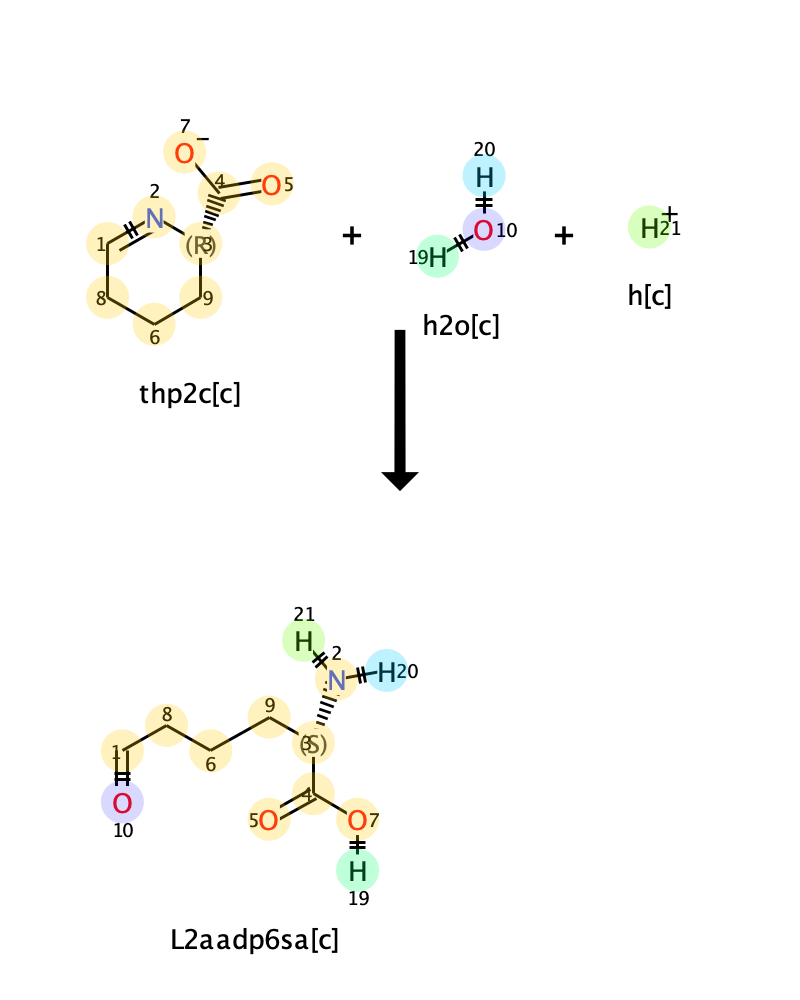 7
O −
4
O 5
2
N
1
(R)
3
8
9
6
thp2c[c]
+
20
H
O 10
19 H
h2o[c]
+
H +
21
h[c]
21
H
2
N
H 20
9
8
3
(S)
1
6
4
O
10
5 O
O 7
H
19
L2aadp6sa[c]